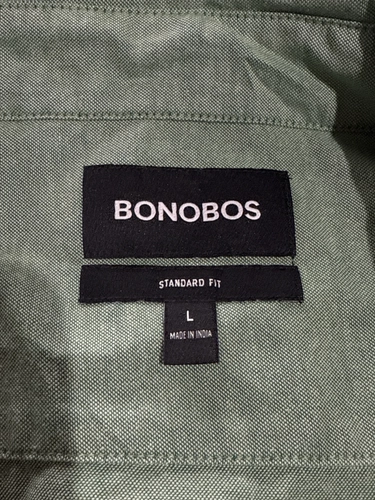 BONOBOS
STANDARD FIT
L
MADE IN INDIA